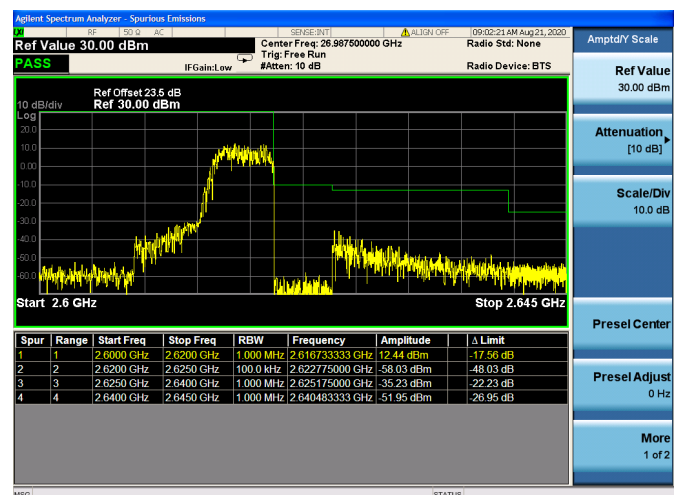 Agilent Spectrum Analyzer - Spurious Emissions
LXI RF 50 Ω AC SENSE:INT ALIGN OFF 09:02:21 AM Aug 21, 2020
Ref Value 30.00 dBm Center Freq: 26.987500000 GHz Radio Std: None
Trig: Free Run
PASS IFGain:Low #Atten: 10 dB Radio Device: BTS
Ref Offset 23.5 dB
10 dB/div Ref 30.00 dBm
Log
20.0
10.0
0.00
-10.0
-20.0
-30.0
-40.0
-50.0
-60.0
Start 2.6 GHz Stop 2.645 GHz
Spur Range Start Freq Stop Freq RBW Frequency Amplitude Δ Limit
1 1 2.6000 GHz 2.6200 GHz 1.000 MHz 2.616733333 GHz 12.44 dBm -17.56 dB
2 2 2.6200 GHz 2.6250 GHz 100.0 kHz 2.622775000 GHz -58.03 dBm -48.03 dB
3 3 2.6250 GHz 2.6400 GHz 1.000 MHz 2.625175000 GHz -35.23 dBm -22.23 dB
4 4 2.6400 GHz 2.6450 GHz 1.000 MHz 2.640483333 GHz -51.95 dBm -26.95 dB
MSG STATUS
Amptd/Y Scale
Ref Value
30.00 dBm
Attenuation
[10 dB]
Scale/Div
10.0 dB
Presel Center
Presel Adjust
0 Hz
More
1 of 2